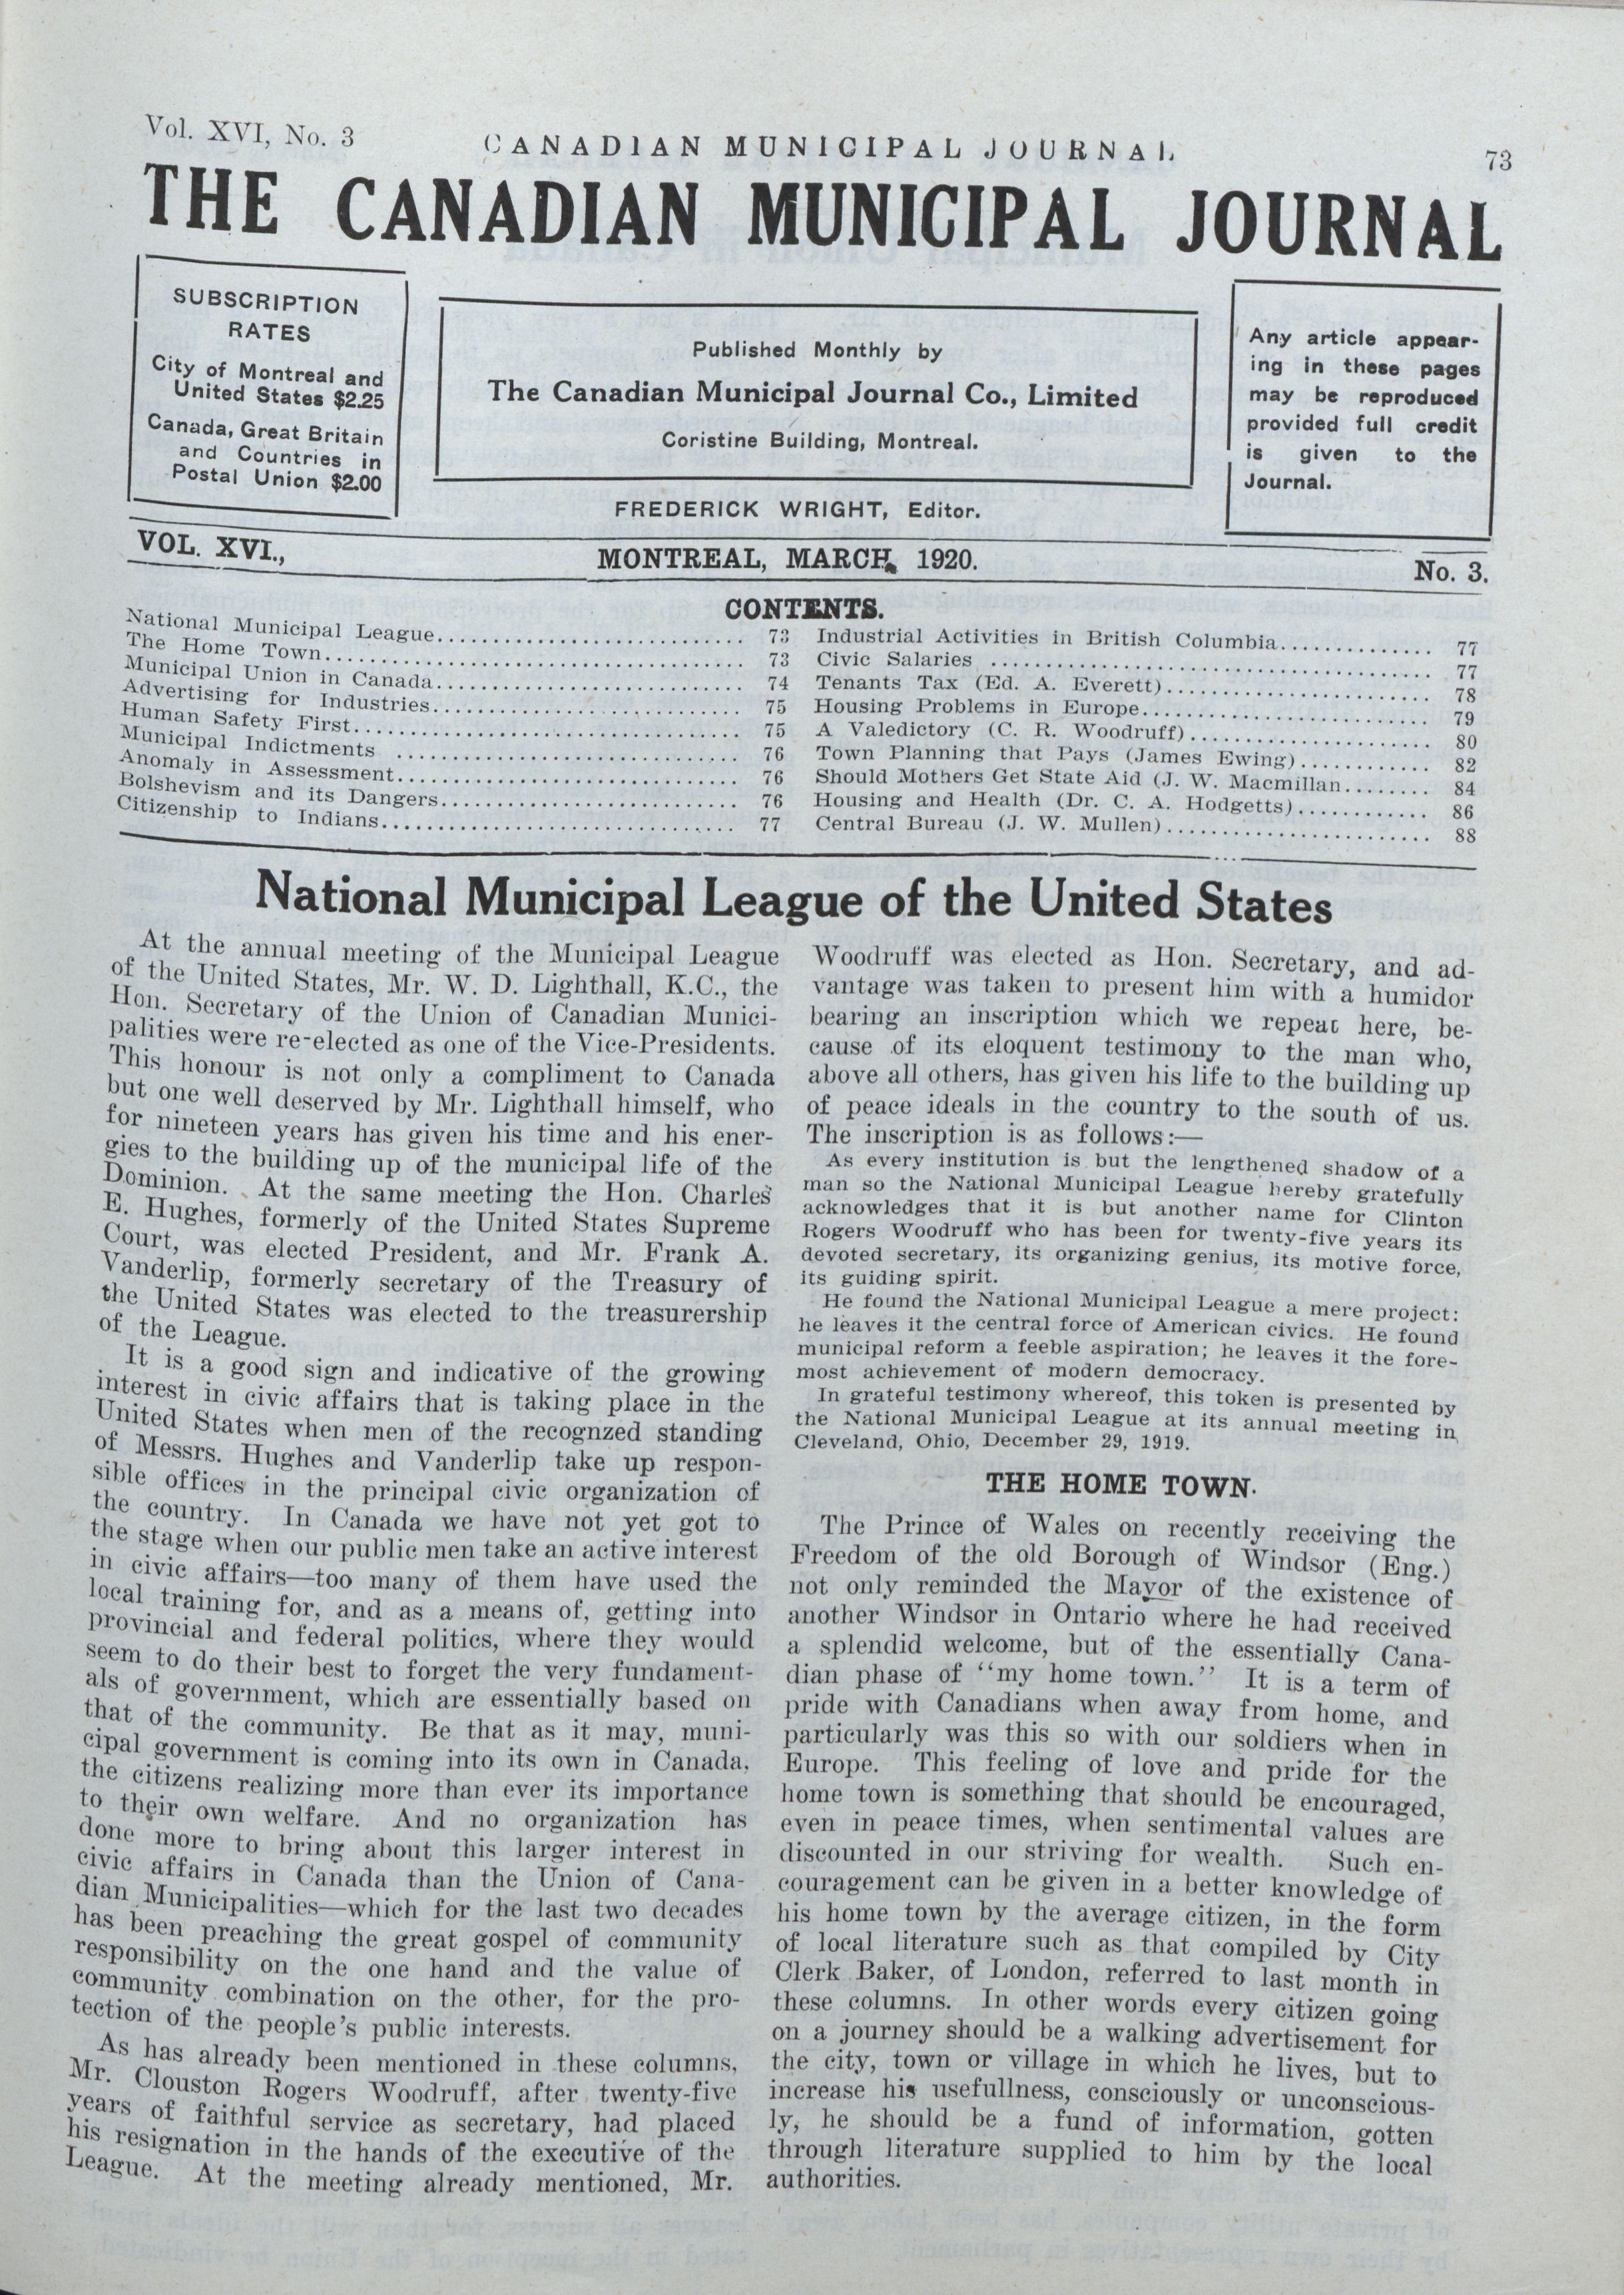 Vol. XVI, No. 3 CANADIAN MUNICIPAL JOURNAL 73
THE CANADIAN MUNICIPAL JOURNAL
SUBSCRIPTION
RATES
City of Montreal and
United States $2.25
Canada, Great Britain
and Countries in
Postal Union $2.00
Published Monthly by
The Canadian Municipal Journal Co., Limited
Coristine Building, Montreal.
FREDERICK WRIGHT, Editor.
Any article appear-
ing in these pages
may be reproduced
provided full credit
is given to the
Journal.
VOL. XVI., MONTREAL, MARCH, 1920. No. 3.
CONTENTS.
National Municipal League........................... 73
The Home Town........................... 73
Municipal Union in Canada........................... 74
Advertising for Industries........................... 75
Human Safety First........................... 75
Municipal Indictments ........................... 76
Anomaly in Assessment........................... 76
Bolshevism and its Dangers........................... 76
Citizenship to Indians........................... 77
Industrial Activities in British Columbia.............. 77
Civic Salaries ........................... 77
Tenants Tax (Ed. A. Everett)........................... 78
Housing Problems in Europe........................... 79
A Valedictory (C. R. Woodruff)........................... 80
Town Planning that Pays (James Ewing)............ 82
Should Mothers Get State Aid (J. W. Macmillan........ 84
Housing and Health (Dr. C. A. Hodgetts)............ 86
Central Bureau (J. W. Mullen)........................... 88
National Municipal League of the United States
At the annual meeting of the Municipal League
of the United States, Mr. W. D. Lighthall, K.C., the
Hon. Secretary of the Union of Canadian Munici-
palities were re-elected as one of the Vice-Presidents.
This honour is not only a compliment to Canada
but one well deserved by Mr. Lighthall himself, who
for nineteen years has given his time and his ener-
gies to the building up of the municipal life of the
Dominion. At the same meeting the Hon. Charles
E. Hughes, formerly of the United States Supreme
Court, was elected President, and Mr. Frank A.
Vanderlip, formerly secretary of the Treasury of
the United States was elected to the treasurership
of the League.
It is a good sign and indicative of the growing
interest in civic affairs that is taking place in the
United States when men of the recognzed standing
of Messrs. Hughes and Vanderlip take up respon-
sible offices in the principal civic organization of
the country. In Canada we have not yet got to
the stage when our public men take an active interest
in civic affairs—too many of them have used the
local training for, and as a means of, getting into
provincial and federal politics, where they would
seem to do their best to forget the very fundament-
als of government, which are essentially based on
that of the community. Be that as it may, muni-
cipal government is coming into its own in Canada,
the citizens realizing more than ever its importance
to their own welfare. And no organization has
done more to bring about this larger interest in
civic affairs in Canada than the Union of Cana-
dian Municipalities—which for the last two decades
has been preaching the great gospel of community
responsibility on the one hand and the value of
community combination on the other, for the pro-
tection of the people's public interests.
As has already been mentioned in these columns,
Mr. Clouston Rogers Woodruff, after twenty-five
years of faithful service as secretary, had placed
his resignation in the hands of the executive of the
League. At the meeting already mentioned, Mr.
Woodruff was elected as Hon. Secretary, and ad-
vantage was taken to present him with a humidor
bearing an inscription which we repeat here, be-
cause of its eloquent testimony to the man who,
above all others, has given his life to the building up
of peace ideals in the country to the south of us.
The inscription is as follows:—
As every institution is but the lengthened shadow of a
man so the National Municipal League hereby gratefully
acknowledges that it is but another name for Clinton
Rogers Woodruff who has been for twenty-five years its
devoted secretary, its organizing genius, its motive force,
its guiding spirit.
He found the National Municipal League a mere project:
he leaves it the central force of American civics. He found
municipal reform a feeble aspiration; he leaves it the fore-
most achievement of modern democracy.
In grateful testimony whereof, this token is presented by
the National Municipal League at its annual meeting in
Cleveland, Ohio, December 29, 1919.
THE HOME TOWN.
The Prince of Wales on recently receiving the
Freedom of the old Borough of Windsor (Eng.)
not only reminded the Mayor of the existence of
another Windsor in Ontario where he had received
a splendid welcome, but of the essentially Cana-
dian phase of "my home town." It is a term of
pride with Canadians when away from home, and
particularly was this so with our soldiers when in
Europe. This feeling of love and pride for the
home town is something that should be encouraged,
even in peace times, when sentimental values are
discounted in our striving for wealth. Such en-
couragement can be given in a better knowledge of
his home town by the average citizen, in the form
of local literature such as that compiled by City
Clerk Baker, of London, referred to last month in
these columns. In other words every citizen going
on a journey should be a walking advertisement for
the city, town or village in which he lives, but to
increase his usefullness, consciously or unconscious-
ly, he should be a fund of information, gotten
through literature supplied to him by the local
authorities.